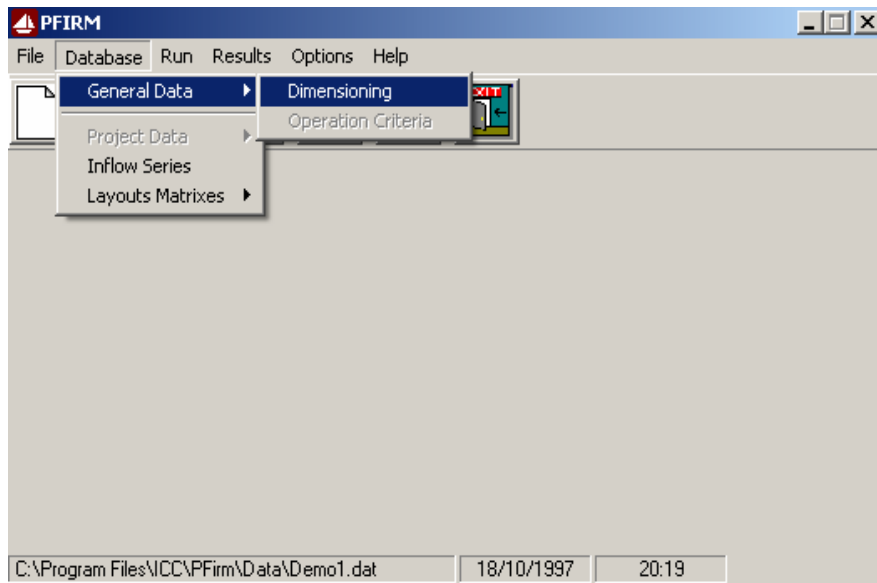 PFIRM
File Database Run Results Options Help
General Data Dimensioning
Operation Criteria
EXIT
Project Data
Inflow Series
Layouts Matrixes
C:\Program Files\ICC\PFirm\Data\Demo1.dat 18/10/1997 20:19